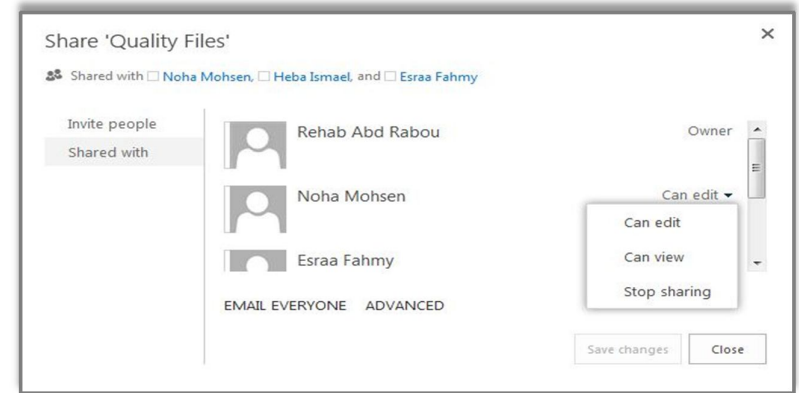 Share 'Quality Files'
Shared with Noha Mohsen, Heba Ismael, and Esraa Fahmy
Invite people
Shared with
Rehab Abd Rabou Owner
Noha Mohsen Can edit
Can edit
Can view
Stop sharing
Esraa Fahmy
EMAIL EVERYONE ADVANCED
Save changes Close